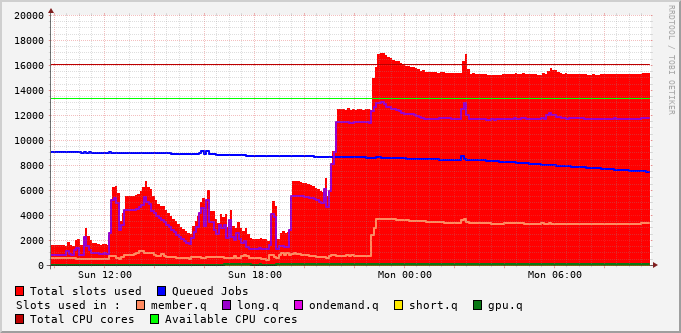 20000
18000
16000
14000
12000
10000
8000
6000
4000
2000
0
Sun 12:00 Sun 18:00 Mon 00:00 Mon 06:00
RRDTOOL / TOBI OETIKER
Total slots used Queued Jobs
Slots used in : member.q long.q ondemand.q short.q gpu.q
Total CPU cores Available CPU cores